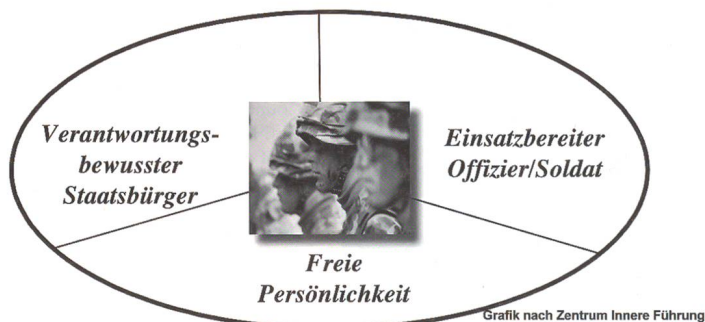 Verantwortungs-
bewusster
Staatsbürger
Einsatzbereiter
Offizier/Soldat
Freie
Persönlichkeit
Grafik nach Zentrum Innere Führung